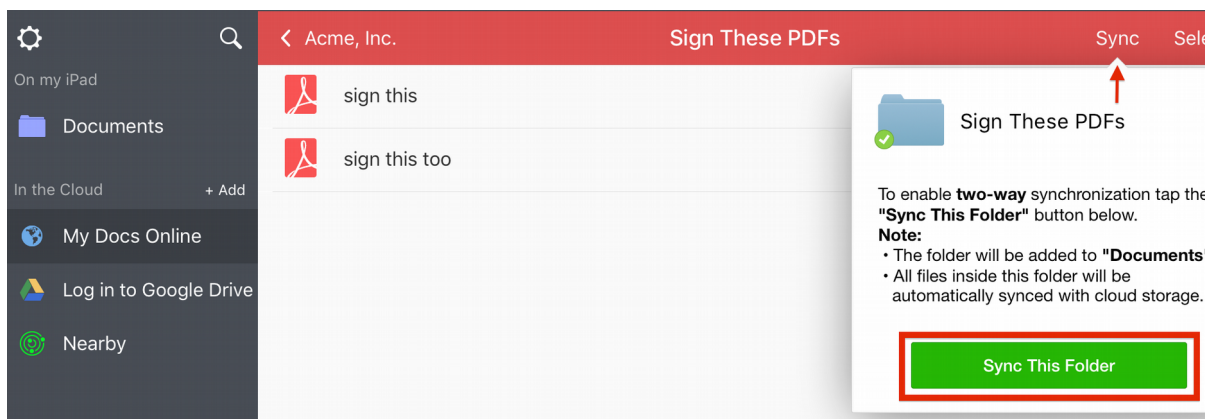 On my iPad
Documents
In the Cloud
+ Add
My Docs Online
Log in to Google Drive
Nearby
Acme, Inc.
Sign These PDFs
Sync
sign this
sign this too
Sign These PDFs
To enable two-way synchronization tap the
"Sync This Folder" button below.
Note:
• The folder will be added to "Documents"
• All files inside this folder will be
automatically synced with cloud storage.
Sync This Folder